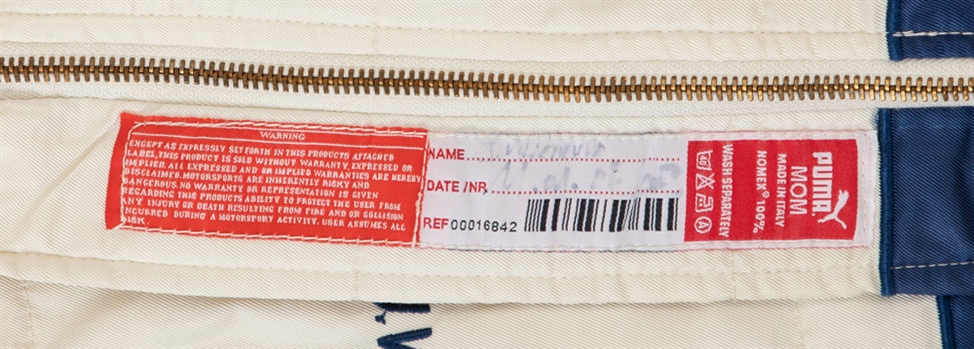 WARNING
EXCEPT AS EXPRESSLY SET FORTH IN THIS PRODUCTS ATTACHED
LABEL, THIS PRODUCT IS SOLD WITHOUT WARRANTY EXPRESSED OR
IMPLIED. ALL EXPRESSED AND OR IMPLIED WARRANTIES ARE HEREBY
DISCLAIMED. MOTORSPORTS ARE INHERENTLY RISKY AND
DANGEROUS. NO WARRANTY OR REPRESENTATION IS GIVEN
REGARDING THIS PRODUCTS ABILITY TO PROTECT THE USER FROM
ANY INJURY OR DEATH RESULTING FROM FIRE AND OR COLLISION
NCURRED DURING A MOTORSPORT ACTIVITY. USER ASSUMES ALL
RISK.
NAME
DATE /NR
REF 00016842
PUMA
MOM
MADE IN ITALY
NOMEX® 100%
WASH SEPARATELY
A